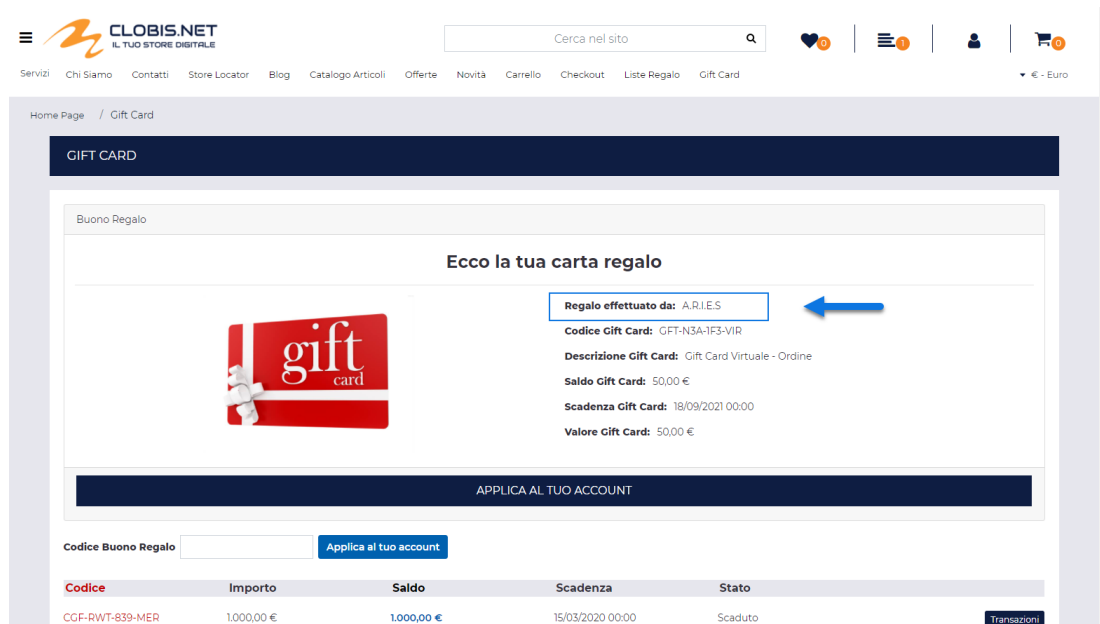 CLOBIS.NET
IL TUO STORE DIGITALE
Cerca nel sito
0
1
0
Servizi Chi Siamo Contatti Store Locator Blog Catalogo Articoli Offerte Novità Carrello Checkout Liste Regalo Gift Card € - Euro
Home Page / Gift Card
GIFT CARD
Buono Regalo
Ecco la tua carta regalo
gift
card
Regalo effettuato da: A.R.I.E.S
Codice Gift Card: GFT-N3A-1F3-VIR
Descrizione Gift Card: Gift Card Virtuale - Ordine
Saldo Gift Card: 50,00 €
Scadenza Gift Card: 18/09/2021 00:00
Valore Gift Card: 50,00 €
APPLICA AL TUO ACCOUNT
Codice Buono Regalo Applica al tuo account
Codice Importo Saldo Scadenza Stato
CGF-RWT-839-MER 1.000,00 € 1.000,00 € 15/03/2020 00:00 Scaduto Transazioni